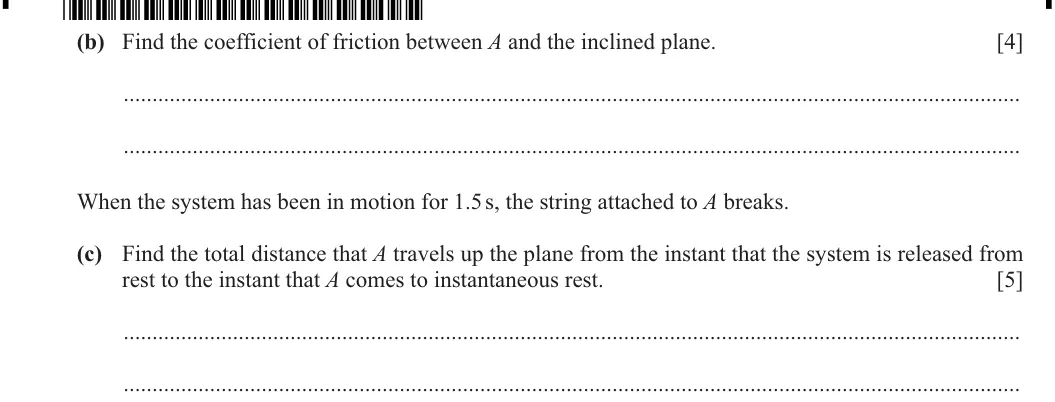 (b) Find the coefficient of friction between A and the inclined plane. [4]
................................................................................
................................................................................
When the system has been in motion for 1.5 s, the string attached to A breaks.
(c) Find the total distance that A travels up the plane from the instant that the system is released from
rest to the instant that A comes to instantaneous rest. [5]
................................................................................
................................................................................